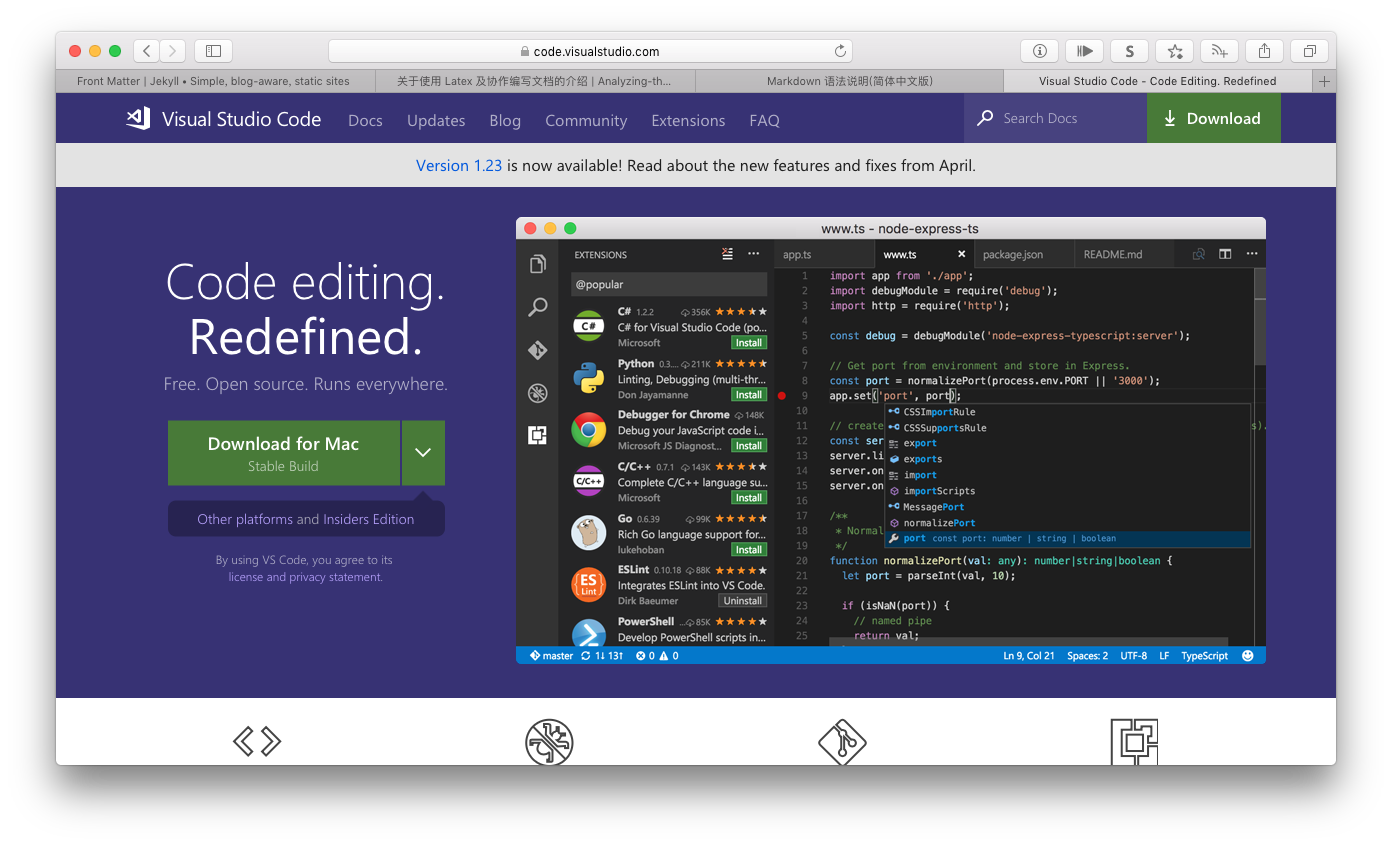 code.visualstudio.com
S
Front Matter | Jekyll • Simple, blog-aware, static sites
关于使用 Latex 及协作编写文档的介绍 | Analyzing-th...
Markdown 语法说明(简体中文版)
Visual Studio Code - Code Editing. Redefined
Visual Studio Code
Docs
Updates
Blog
Community
Extensions
FAQ
Search Docs
Download
Version 1.23 is now available! Read about the new features and fixes from April.
Code editing.
Redefined.
Free. Open source. Runs everywhere.
Download for Mac
Stable Build
Other platforms and Insiders Edition
By using VS Code, you agree to its
license and privacy statement.
www.ts - node-express-ts
EXTENSIONS
@popular
C# 1.2.2 356K
C# for Visual Studio Code (po...
Microsoft
Install
Python 0.3.... 211K
Linting, Debugging (multi-thr...
Don Jayamanne
Install
Debugger for Chrome 148K
Debug your JavaScript code i...
Microsoft JS Diagnost...
Install
C/C++ 0.7.1 143K
Complete C/C++ language su...
Microsoft
Install
Go 0.6.39 99K
Rich Go language support for...
lukehoban
Install
ESLint 0.10.18 88K
Integrates ESLint into VS Code.
Dirk Baeumer
Uninstall
PowerShell ... 85K
Develop PowerShell scripts in...
C#
C/C++
ES
Lint
app.ts
www.ts
package.json
README.md
1 import app from './app';
2 import debugModule = require('debug');
3 import http = require('http');
4
5 const debug = debugModule('node-express-typescript:server');
6
7 // Get port from environment and store in Express.
8 const port = normalizePort(process.env.PORT || '3000');
9 app.set('port', port);
10
11 // create s).
12 const ser
13 server.li
14 server.on
15 server.on
16
17 /**
18 * Normal
19 */
20 function normalizePort(val: any): number|string|boolean {
21 let port = parseInt(val, 10);
22
23 if (isNaN(port)) {
24 // named pipe
25 return val;
CSSImportRule
CSSSupportsRule
export
exports
import
importScripts
MessagePort
normalizePort
port const port: number | string | boolean
master 1↓ 13↑ 0 0
Ln 9, Col 21
Spaces: 2
UTF-8
LF
TypeScript